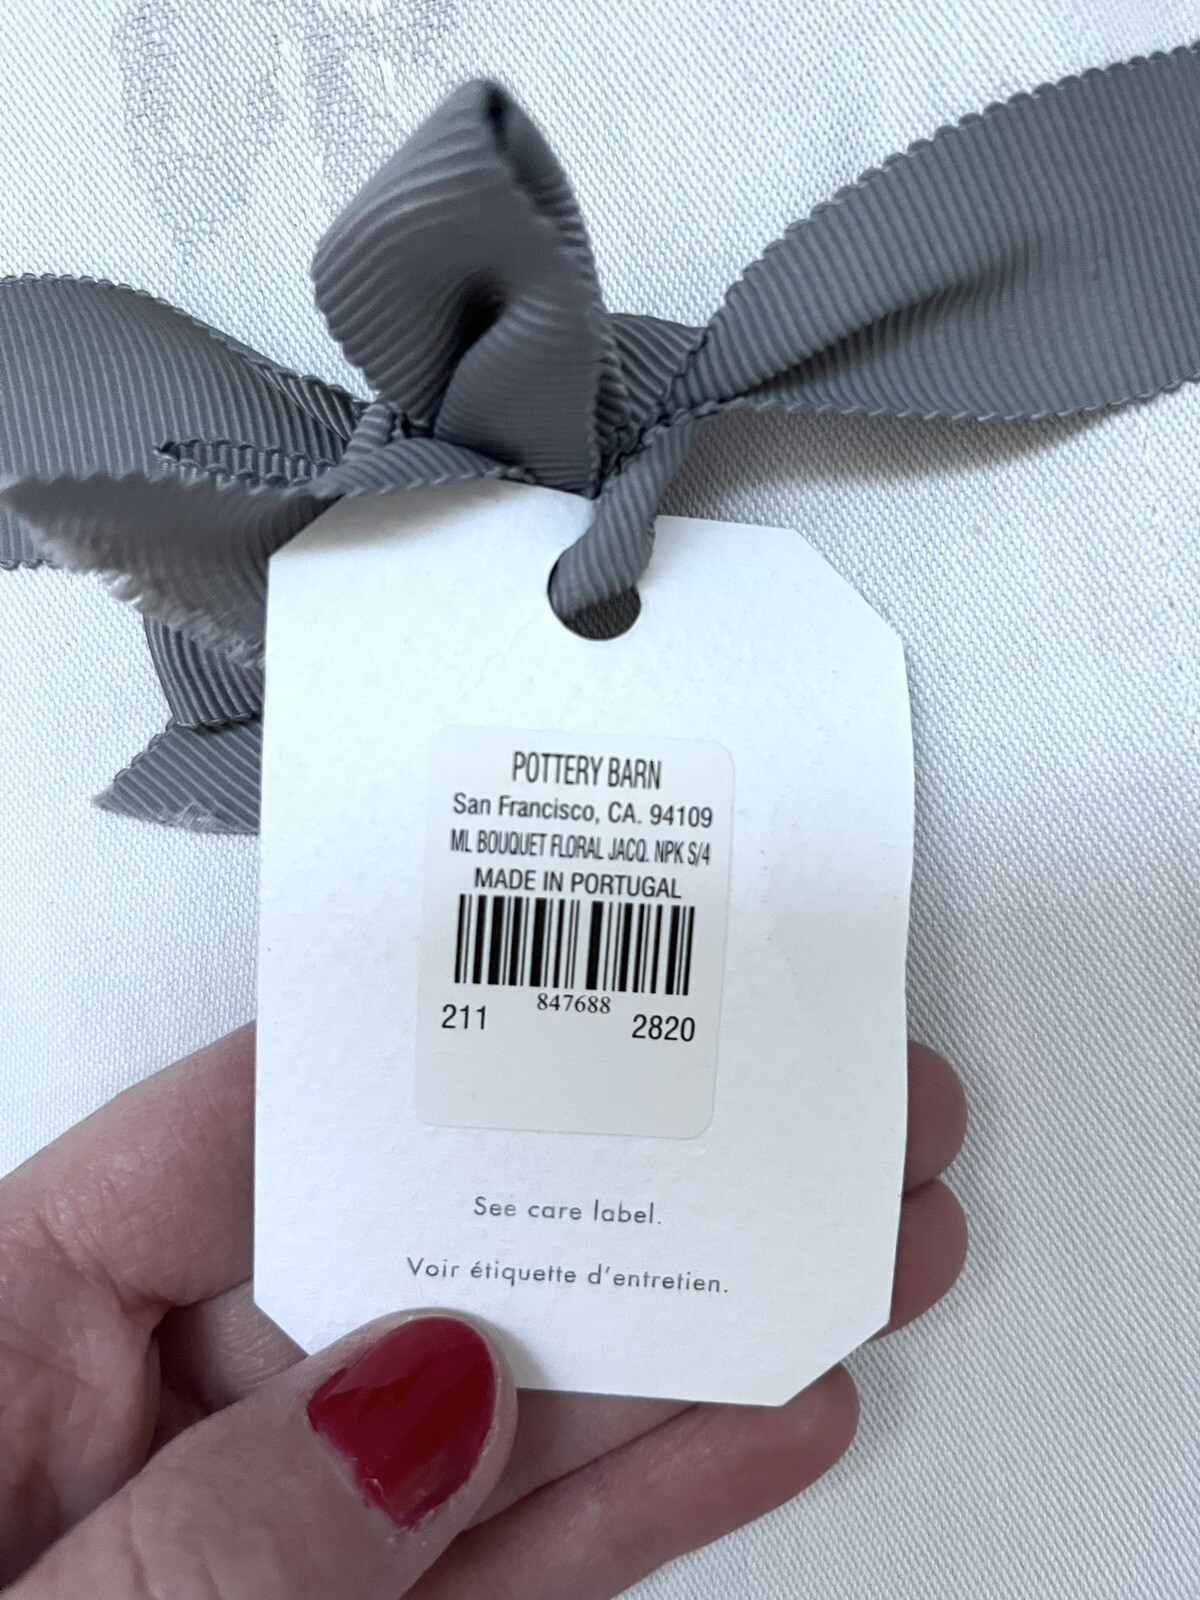 POTTERY BARN
San Francisco, CA. 94109
ML BOUQUET FLORAL JACQ. NPK S/4
MADE IN PORTUGAL
847688
211 2820
See care label.
Voir étiquette d'entretien.